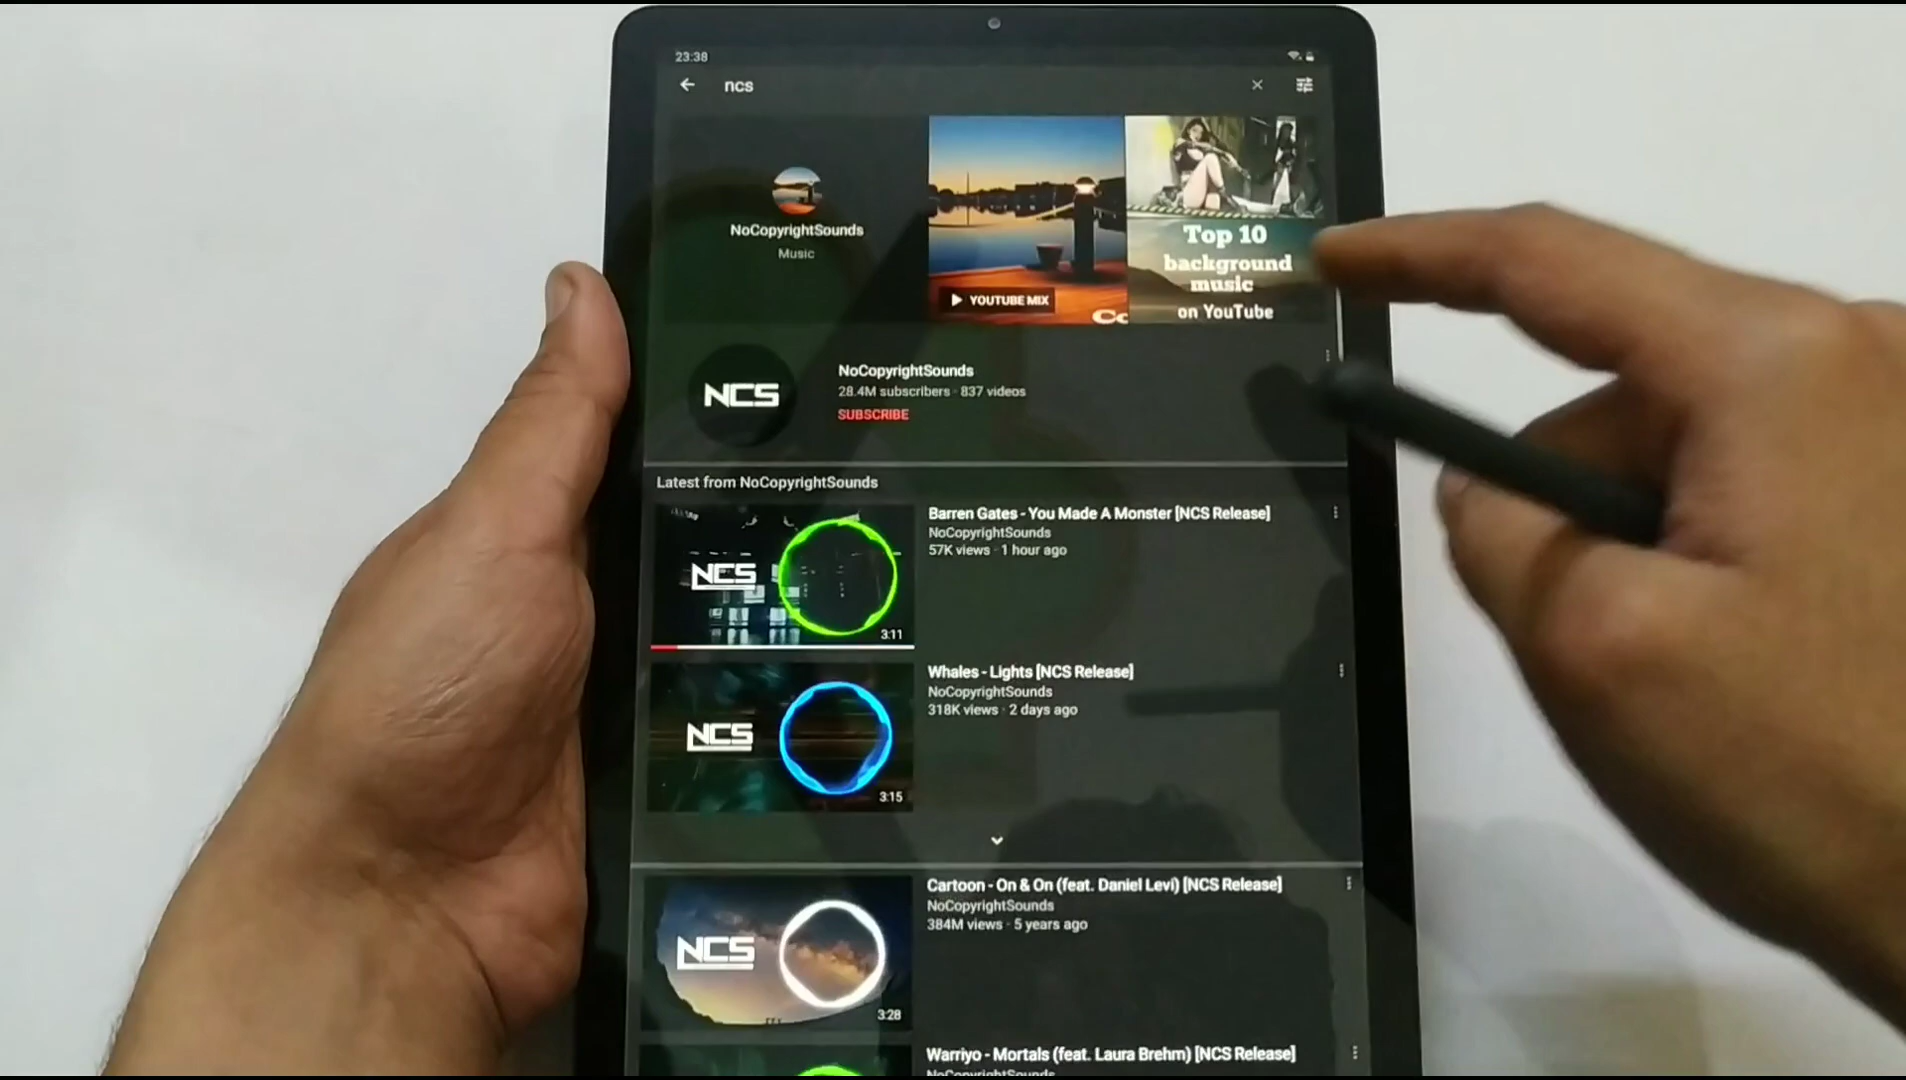 23:38
ncs
NoCopyrightSounds
Music
YOUTUBE MIX
Top 10
background
music
on YouTube
NCS
NoCopyrightSounds
28.4M subscribers · 837 videos
SUBSCRIBE
Latest from NoCopyrightSounds
NCS
3:11
Barren Gates - You Made A Monster [NCS Release]
NoCopyrightSounds
57K views · 1 hour ago
NCS
3:15
Whales - Lights [NCS Release]
NoCopyrightSounds
318K views · 2 days ago
NCS
3:28
Cartoon - On & On (feat. Daniel Levi) [NCS Release]
NoCopyrightSounds
384M views · 5 years ago
Warriyo - Mortals (feat. Laura Brehm) [NCS Release]
NoCopyrightSounds